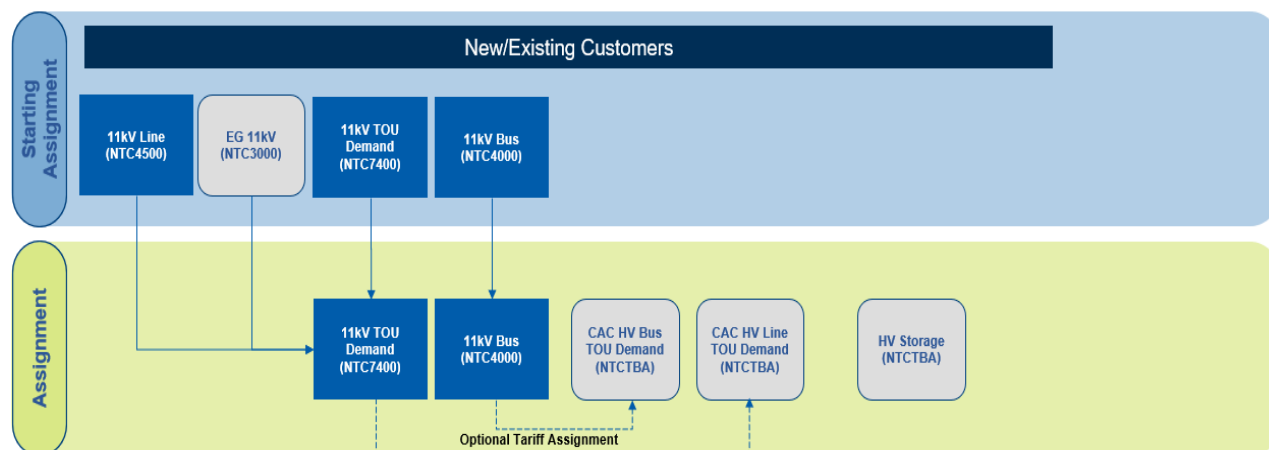 New/Existing Customers
Starting
Assignment
11kV Line
(NTC4500)
EG 11kV
(NTC3000)
11kV TOU
Demand
(NTC7400)
11kV Bus
(NTC4000)
Assignment
11kV TOU
Demand
(NTC7400)
11kV Bus
(NTC4000)
CAC HV Bus
TOU Demand
(NTCTBA)
CAC HV Line
TOU Demand
(NTCTBA)
HV Storage
(NTCTBA)
Optional Tariff Assignment